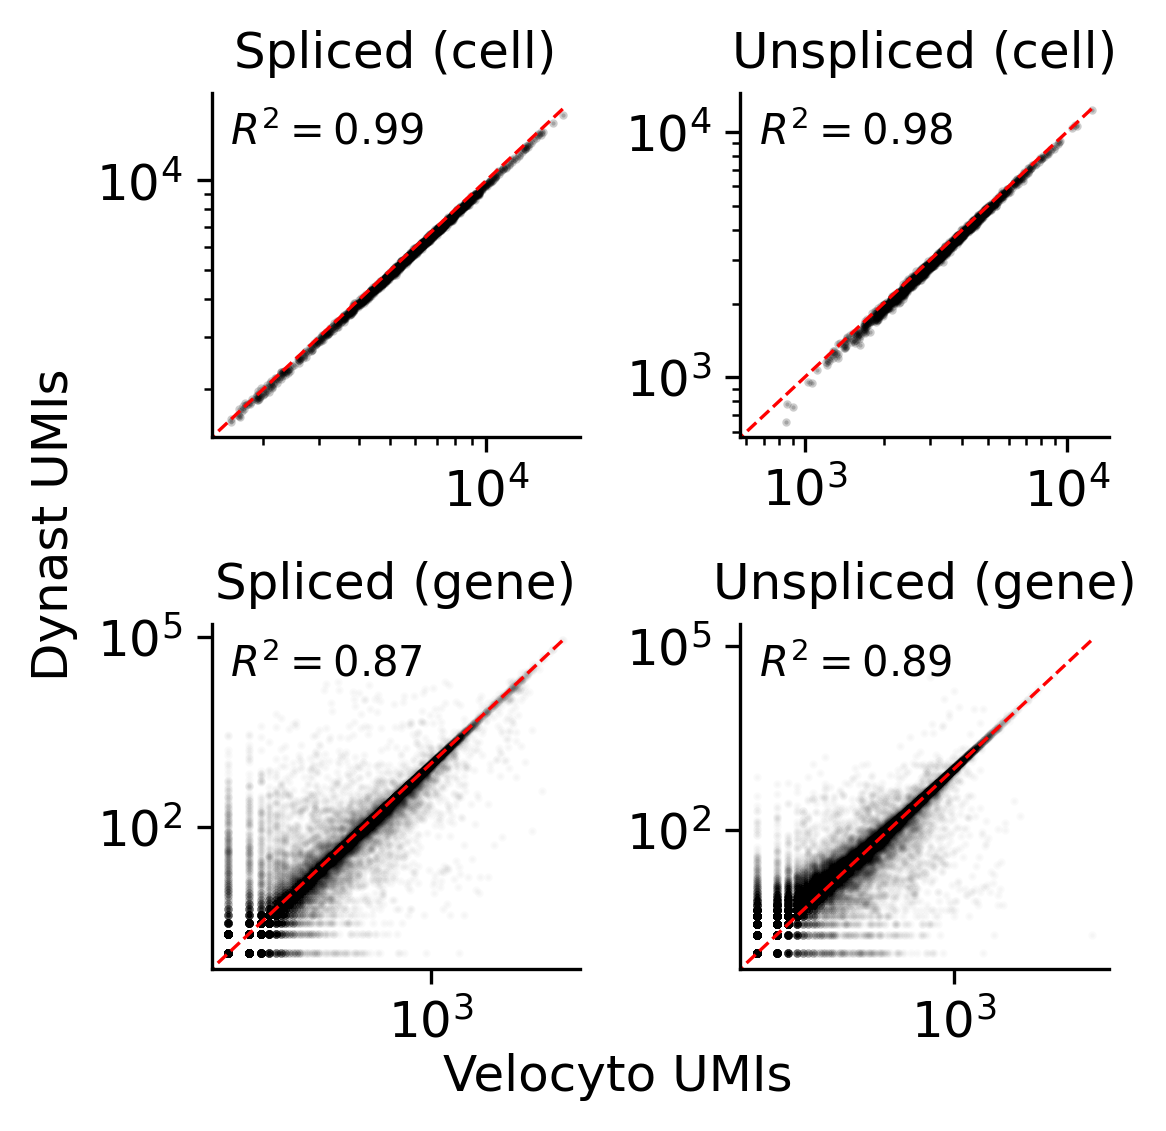 Spliced (cell)
Unspliced (cell)
R² = 0.99
R² = 0.98
10⁴
10⁴
10³
10⁴
10³
10⁴
Dynast UMIs
Spliced (gene)
Unspliced (gene)
R² = 0.87
R² = 0.89
10⁵
10²
10⁵
10²
10³
10³
Velocyto UMIs